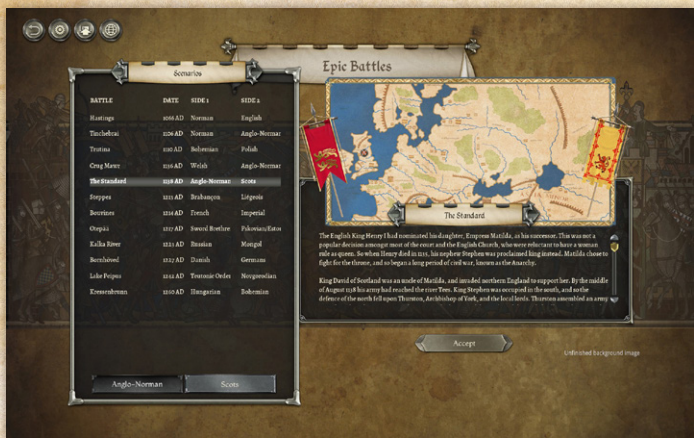 Epic Battles
Scenarios
BATTLE DATE SIDE 1 SIDE 2
Hastings 1066 AD Norman English
Tinchebrai 1106 AD Norman Anglo-Norman
Trutina 1110 AD Bohemian Polish
Crug Mawr 1136 AD Welsh Anglo-Norman
The Standard 1138 AD Anglo-Norman Scots
Steppes 1213 AD Brabançon Liégeois
Bouvines 1214 AD French Imperial
Otepää 1217 AD Sword Brethre
Kalka River 1223 AD Russian Mongol
Bornhöved 1227 AD Danish Germans
Lake Peipus 1242 AD Teutonic Order Novgorodian
Kressenbrunn 1260 AD Hungarian Bohemian
Anglo-Norman Scots
The Standard
The English King Henry I had nominated his daughter, Empress Matilda, as his successor. This was not a
popular decision amongst most of the court and the English Church, who were reluctant to have a woman
rule as queen. So when Henry died in 1135, his nephew Stephen was proclaimed king instead. Matilda chose to
fight for the throne, and so began a long period of civil war, known as the Anarchy.
King David of Scotland was an uncle of Matilda, and invaded northern England to support her. By the middle
of August 1138 his army had reached the river Tees. King Stephen was occupied in the south, and so the
defence of the north fell upon Thurston, Archbishop of York, and the local lords. Thurston assembled an army
Accept
Unfinished background image